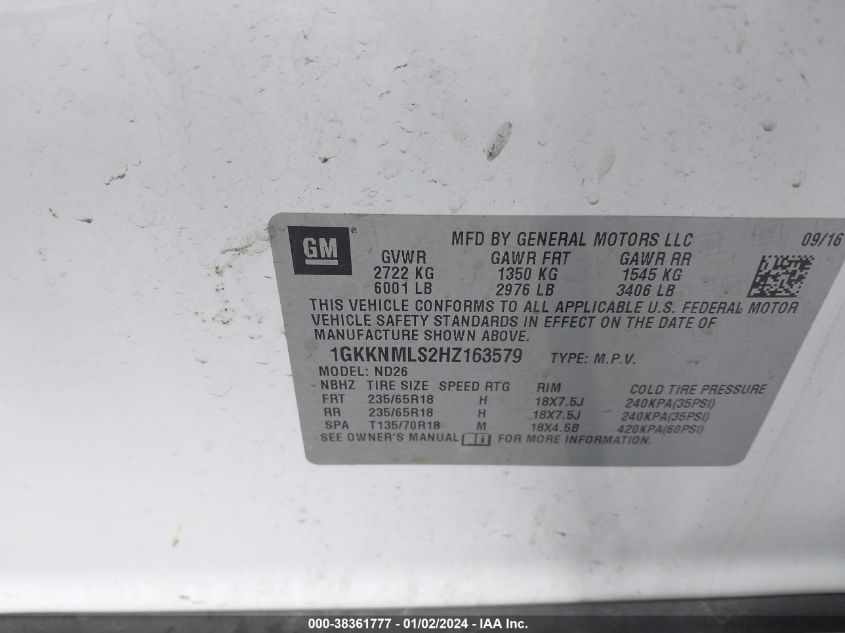 GM®
MFD BY GENERAL MOTORS LLC 09/16
GVWR GAWR FRT GAWR RR
2722 KG 1350 KG 1545 KG
6001 LB 2976 LB 3406 LB
THIS VEHICLE CONFORMS TO ALL APPLICABLE U.S. FEDERAL MOTOR
VEHICLE SAFETY STANDARDS IN EFFECT ON THE DATE OF
MANUFACTURE SHOWN ABOVE.
1GKKNMLS2HZ163579 TYPE: M.P.V.
MODEL: ND26
NBHZ TIRE SIZE SPEED RTG RIM COLD TIRE PRESSURE
FRT 235/65R18 H 18X7.5J 240KPA(35PSI)
RR 235/65R18 H 18X7.5J 240KPA(35PSI)
SPA T135/70R18 M 18X4.5B 420KPA(60PSI)
SEE OWNER'S MANUAL FOR MORE INFORMATION.
000-38361777 - 01/02/2024 - IAA Inc.